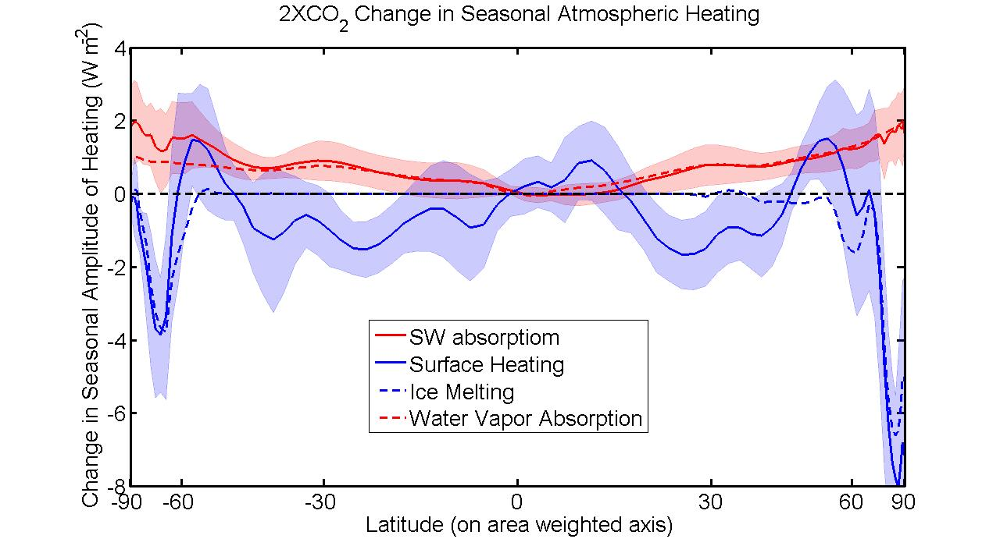 2XCO₂ Change in Seasonal Atmospheric Heating
Change in Seasonal Amplitude of Heating (W m⁻²)
4
2
0
-2
-4
-6
-8
SW absorptiom
Surface Heating
Ice Melting
Water Vapor Absorption
-90 -60 -30 0 30 60 90
Latitude (on area weighted axis)